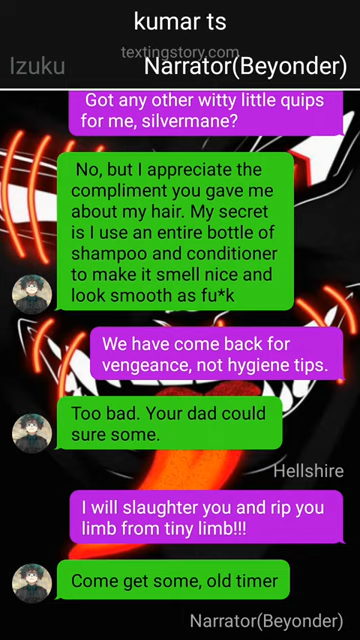 kumar ts
textingstory.com
Izuku
Narrator(Beyonder)
Got any other witty little quips
for me, silvermane?
No, but I appreciate the
compliment you gave me
about my hair. My secret
is I use an entire bottle of
shampoo and conditioner
to make it smell nice and
look smooth as fu*k
We have come back for
vengeance, not hygiene tips.
Too bad. Your dad could
sure some.
Hellshire
I will slaughter you and rip you
limb from tiny limb!!!
Come get some, old timer
Narrator(Beyonder)